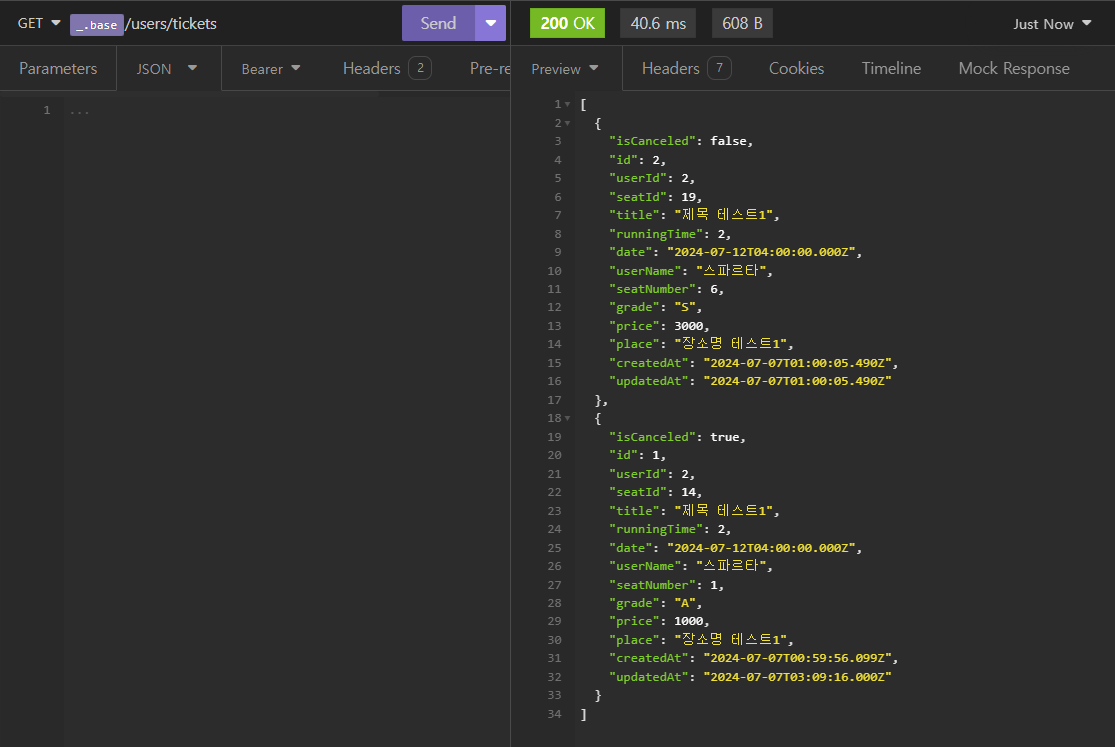 GET _.base /users/tickets Send 200 OK 40.6 ms 608 B Just Now
Parameters JSON Bearer Headers 2 Pre-re Preview Headers 7 Cookies Timeline Mock Response
1 ...
1 [
2 {
3 "isCanceled": false,
4 "id": 2,
5 "userId": 2,
6 "seatId": 19,
7 "title": "제목 테스트1",
8 "runningTime": 2,
9 "date": "2024-07-12T04:00:00.000Z",
10 "userName": "스파르타",
11 "seatNumber": 6,
12 "grade": "S",
13 "price": 3000,
14 "place": "장소명 테스트1",
15 "createdAt": "2024-07-07T01:00:05.490Z",
16 "updatedAt": "2024-07-07T01:00:05.490Z"
17 },
18 {
19 "isCanceled": true,
20 "id": 1,
21 "userId": 2,
22 "seatId": 14,
23 "title": "제목 테스트1",
24 "runningTime": 2,
25 "date": "2024-07-12T04:00:00.000Z",
26 "userName": "스파르타",
27 "seatNumber": 1,
28 "grade": "A",
29 "price": 1000,
30 "place": "장소명 테스트1",
31 "createdAt": "2024-07-07T00:59:56.099Z",
32 "updatedAt": "2024-07-07T03:09:16.000Z"
33 }
34 ]